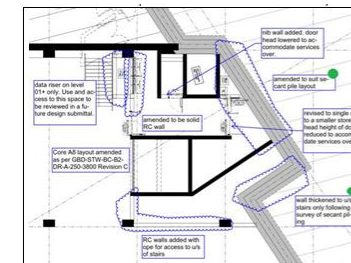 nib wall added. door
head lowered to ac-
commodate services
over.
amended to suit se-
cant pile layout
data riser on level
01+ only. Use and ac-
cess to this space to
be reviewed in a fu-
ture design submittal.
amended to be solid
RC wall
revised to single
to a smaller store
head height of do
reduced to accom
date services ove
Core A8 layout amended
as per GBD-STW-BC-B2-
DR-A-250-3800 Revision C
wall thickened to u/s
stairs only following
survey of secant pil
ing
RC walls added with
ope for access to u/s
of stairs